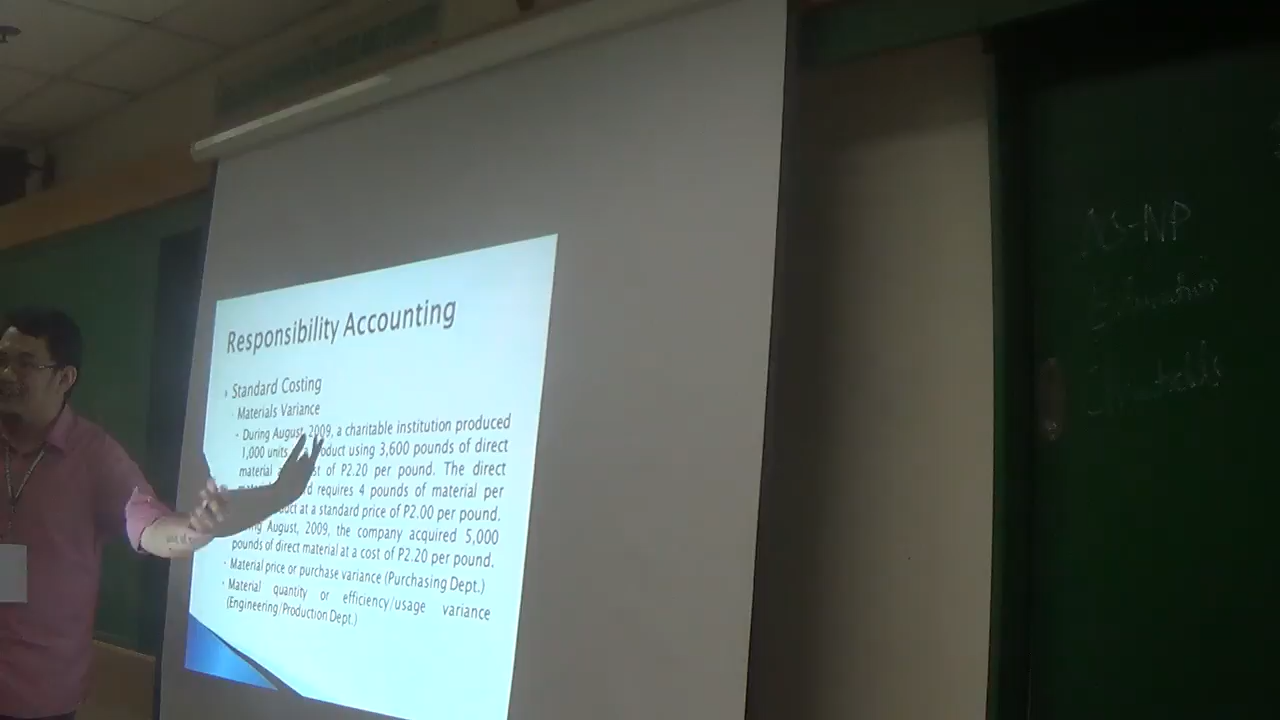 Responsibility Accounting
Standard Costing
Materials Variance
During August, 2009, a charitable institution produced
1,000 units using 3,600 pounds of direct
material of P2.20 per pound. The direct
requires 4 pounds of material per
at a standard price of P2.00 per pound.
August, 2009, the company acquired 5,000
pounds of direct material at a cost of P2.20 per pound.
Material price or purchase variance (Purchasing Dept.)
Material quantity or efficiency/usage variance
(Engineering/Production Dept.)